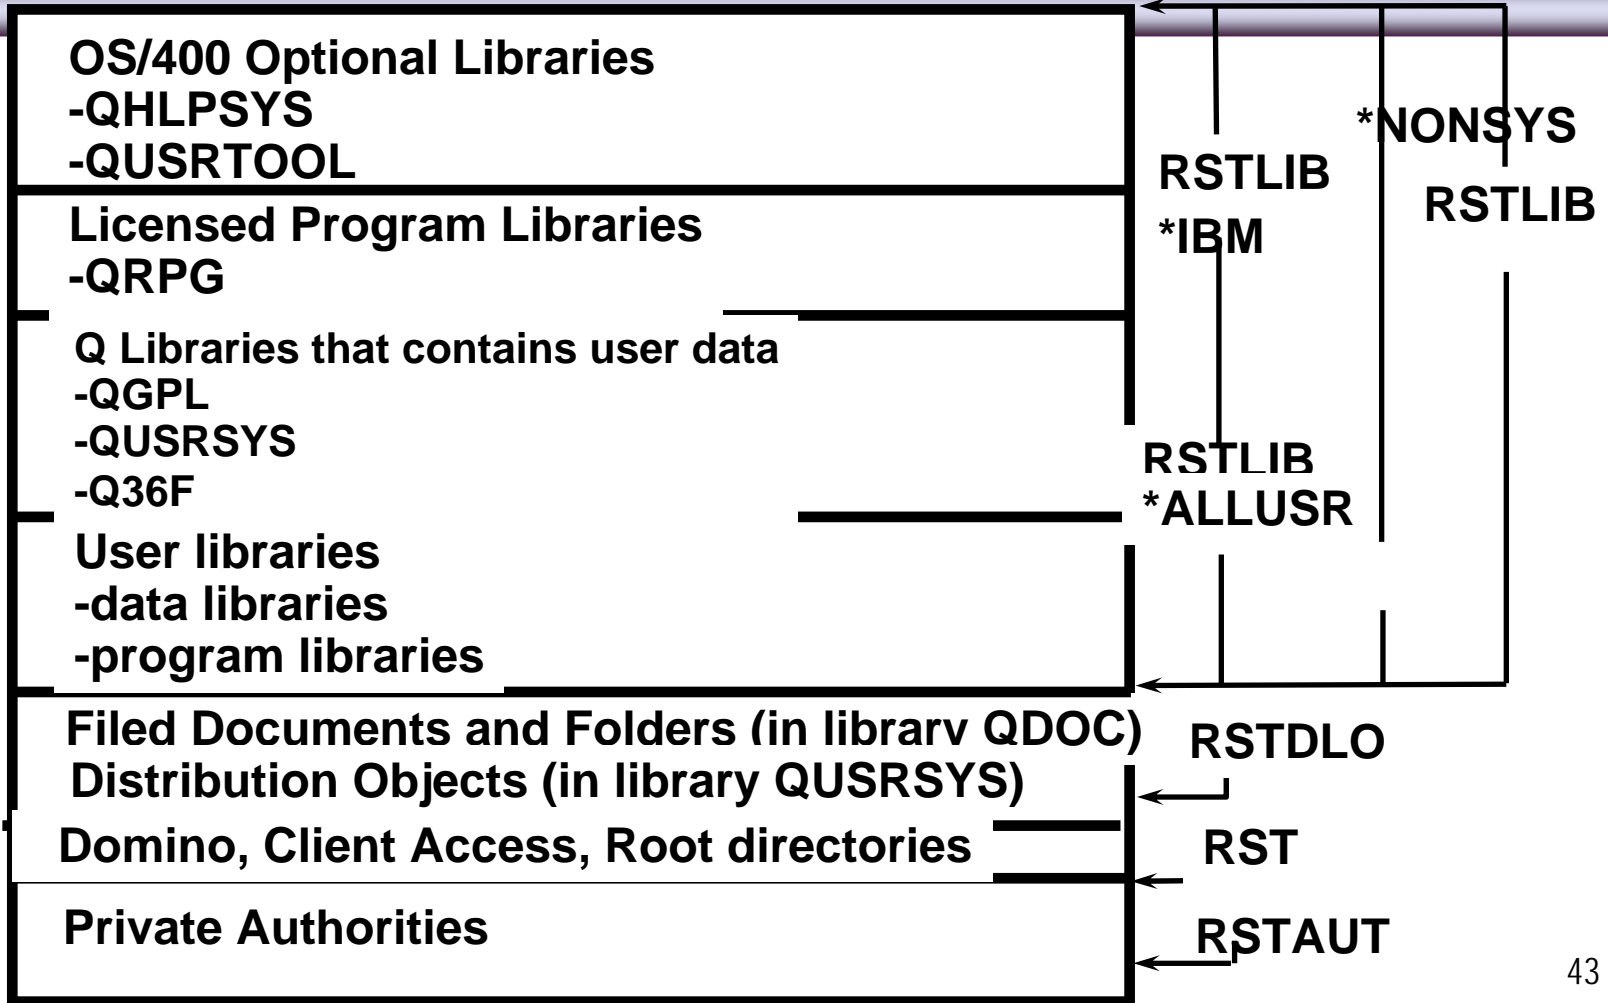 OS/400 Optional Libraries
-QHLPSYS
-QUSRTOOL
Licensed Program Libraries
-QRPG
Q Libraries that contains user data
-QGPL
-QUSRSYS
-Q36F
User libraries
-data libraries
-program libraries
Filed Documents and Folders (in library QDOC)
Distribution Objects (in library QUSRSYS)
Domino, Client Access, Root directories
Private Authorities
RSTLIB
*IBM
*NONSYS
RSTLIB
RSTLIB
*ALLUSR
RSTDLO
RST
RSTAUT
43